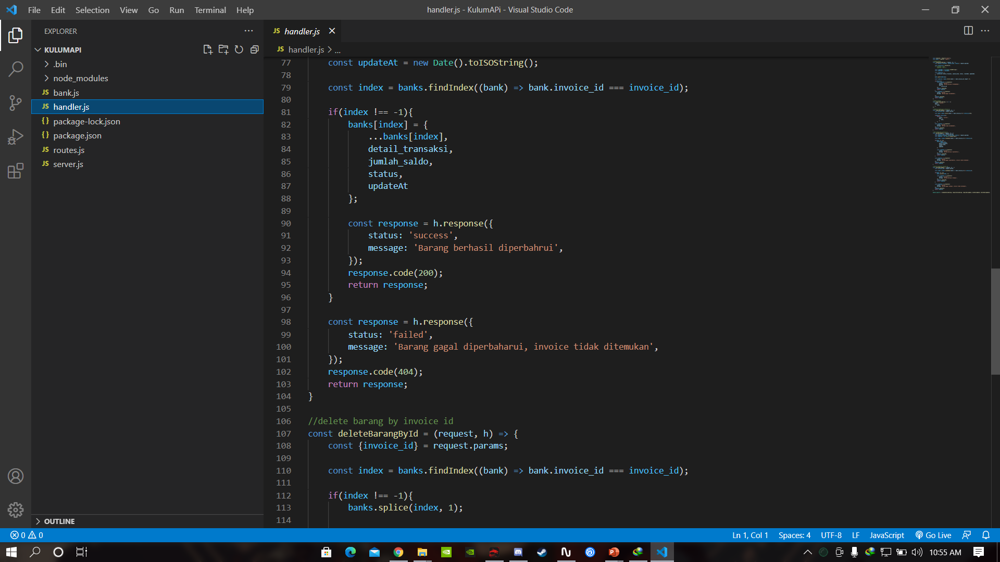 File Edit Selection View Go Run Terminal Help
handler.js - KulumAPi - Visual Studio Code
EXPLORER
KULUMAPI
.bin
node_modules
JS bank.js
JS handler.js
{} package-lock.json
{} package.json
JS routes.js
JS server.js
OUTLINE
JS handler.js
JS handler.js > ...
77 const updateAt = new Date().toISOString();
78
79 const index = banks.findIndex((bank) => bank.invoice_id === invoice_id);
80
81 if(index !== -1){
82 banks[index] = {
83 ...banks[index],
84 detail_transaksi,
85 jumlah_saldo,
86 status,
87 updateAt
88 };
89
90 const response = h.response({
91 status: 'success',
92 message: 'Barang berhasil diperbahrui',
93 });
94 response.code(200);
95 return response;
96 }
97
98 const response = h.response({
99 status: 'failed',
100 message: 'Barang gagal diperbaharui, invoice tidak ditemukan',
101 });
102 response.code(404);
103 return response;
104 }
105
106 //delete barang by invoice id
107 const deleteBarangById = (request, h) => {
108 const {invoice_id} = request.params;
109
110 const index = banks.findIndex((bank) => bank.invoice_id === invoice_id);
111
112 if(index !== -1){
113 banks.splice(index, 1);
114
0 0 Ln 1, Col 1 Spaces: 4 UTF-8 LF JavaScript Go Live
10:55 AM